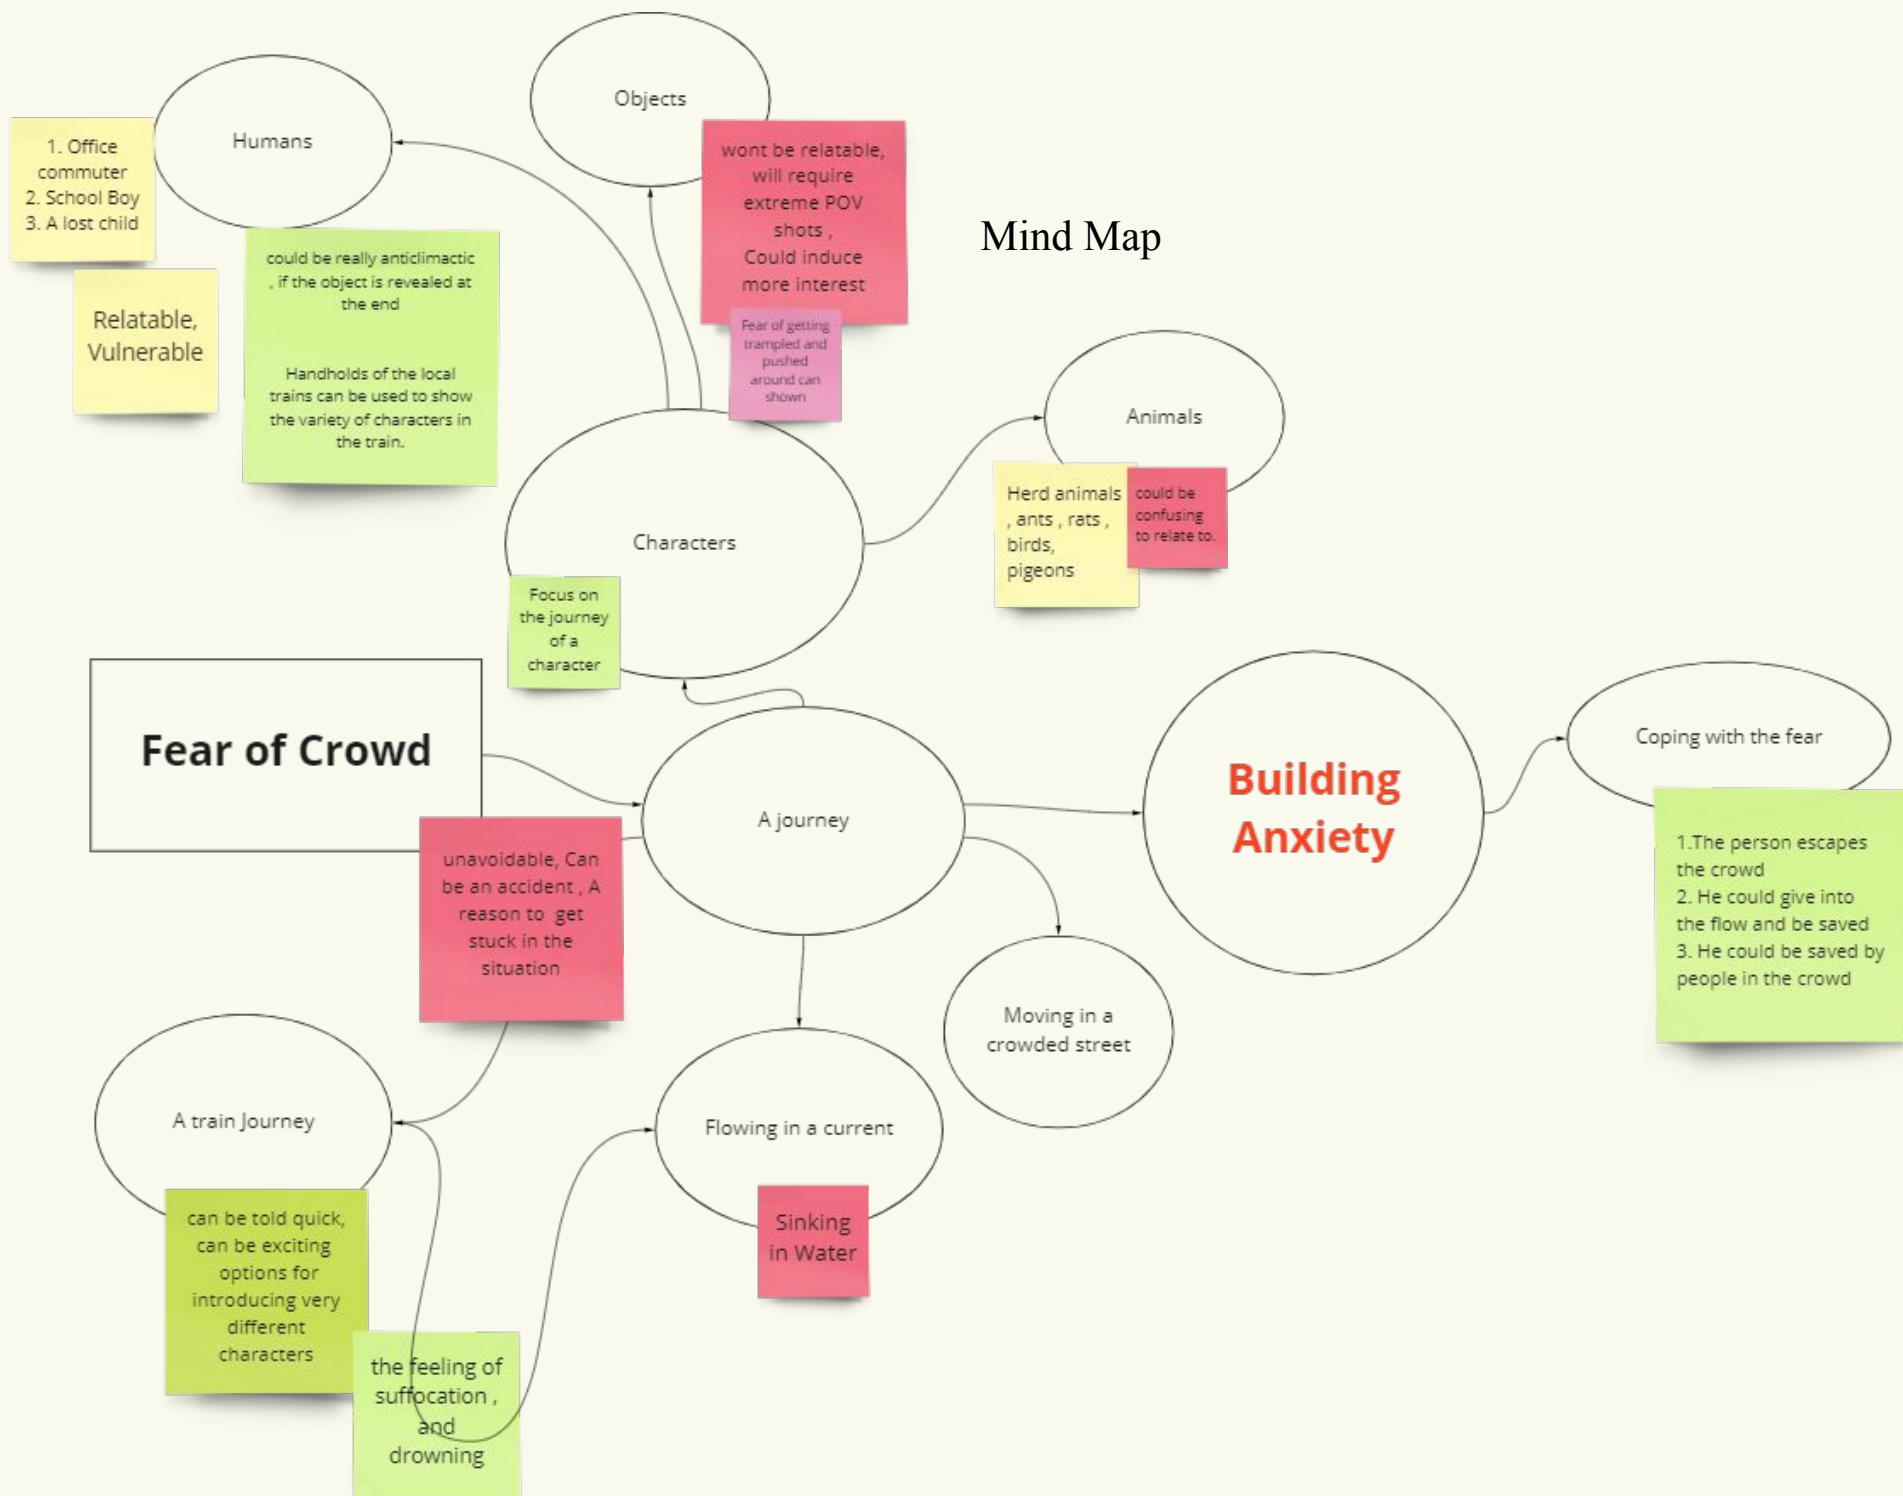 Objects
Humans
1. Office
commuter
2. School Boy
3. A lost child
Relatable,
Vulnerable
could be really anticlimactic
, if the object is revealed at
the end
Handholds of the local
trains can be used to show
the variety of characters in
the train.
wont be relatable,
will require
extreme POV
shots ,
Could induce
more interest
Fear of getting
trampled and
pushed
around can
shown
Mind Map
Animals
Herd animals
, ants , rats ,
birds,
pigeons
could be
confusing
to relate to.
Characters
Focus on
the journey
of a
character
Fear of Crowd
A journey
unavoidable, Can
be an accident , A
reason to get
stuck in the
situation
Building
Anxiety
Coping with the fear
1.The person escapes
the crowd
2. He could give into
the flow and be saved
3. He could be saved by
people in the crowd
Moving in a
crowded street
A train Journey
can be told quick,
can be exciting
options for
introducing very
different
characters
the feeling of
suffocation ,
and
drowning
Flowing in a current
Sinking
in Water